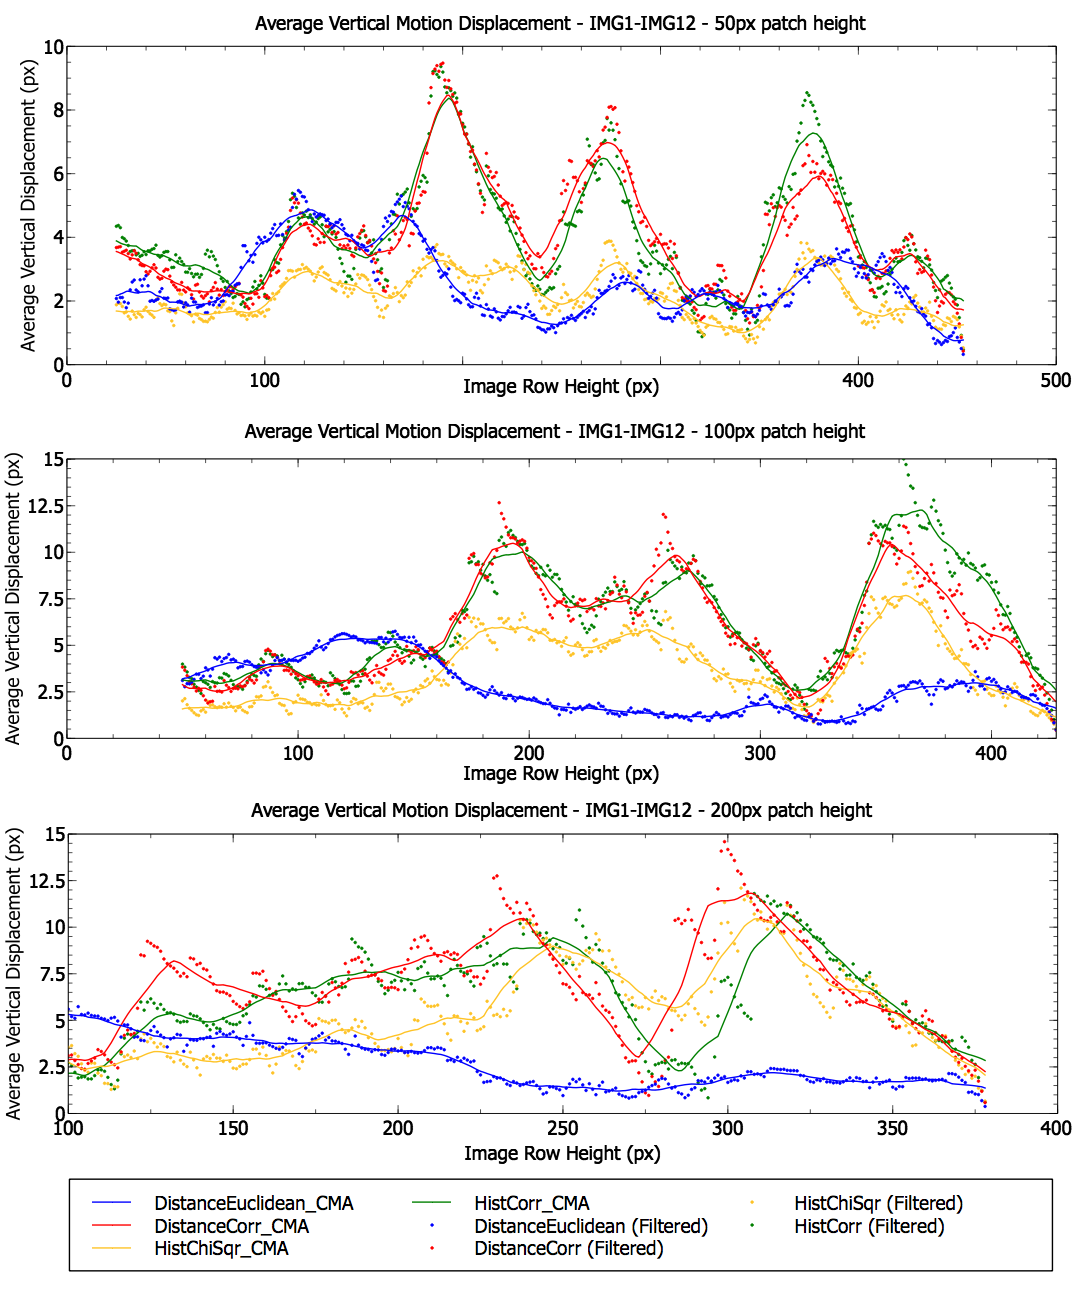 Average Vertical Motion Displacement - IMG1-IMG12 - 50px patch height
Average Vertical Displacement (px)
10
8
6
4
2
0
0 100 400 500
Image Row Height (px)
Average Vertical Motion Displacement - IMG1-IMG12 - 100px patch height
Average Vertical Displacement (px)
15
12.5
10
7.5
5
2.5
0
0 100 200 300 400
Image Row Height (px)
Average Vertical Motion Displacement - IMG1-IMG12 - 200px patch height
Average Vertical Displacement (px)
15
12.5
10
7.5
5
2.5
0
100 150 200 250 300 350 400
Image Row Height (px)
DistanceEuclidean_CMA HistCorr_CMA HistChiSqr (Filtered)
DistanceCorr_CMA DistanceEuclidean (Filtered) HistCorr (Filtered)
HistChiSqr_CMA DistanceCorr (Filtered)